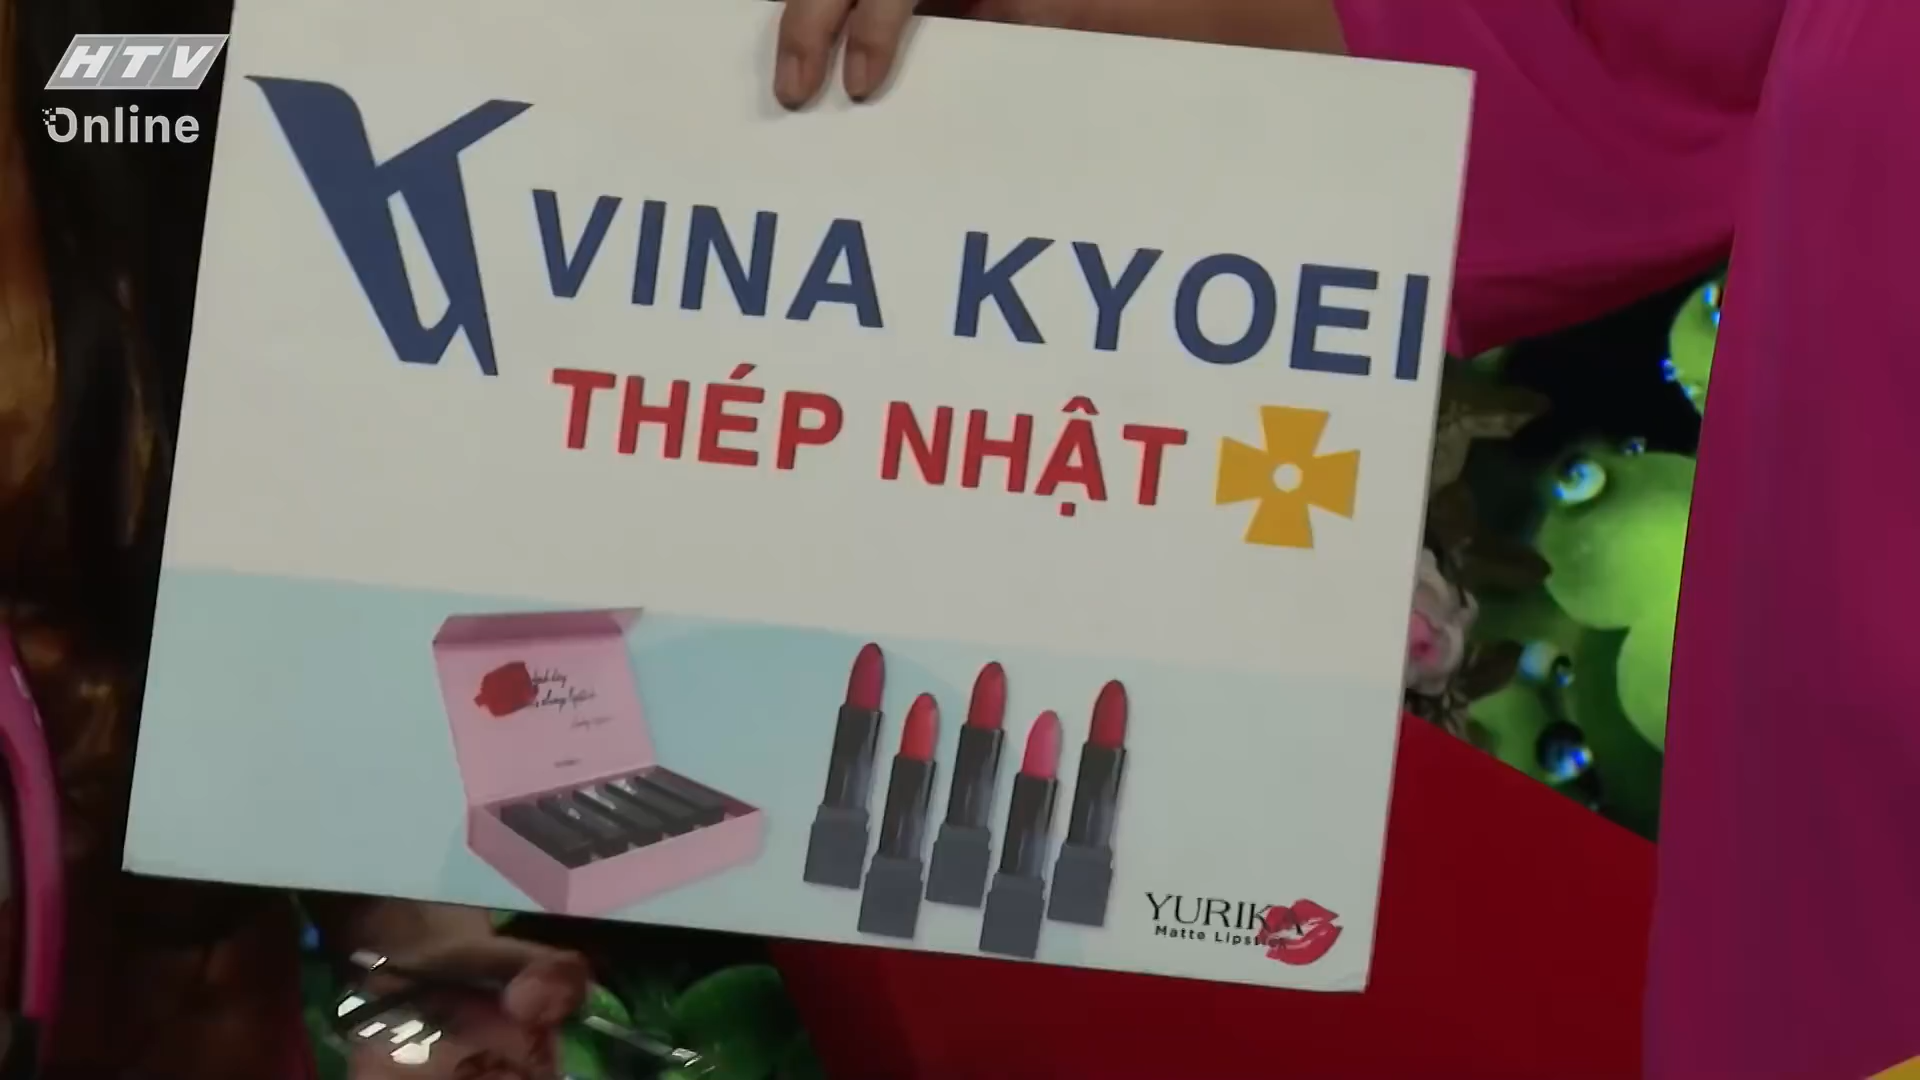 HTV
Online
VINA KYOEI
THÉP NHẬT
YURIKA
Matte Lipstick